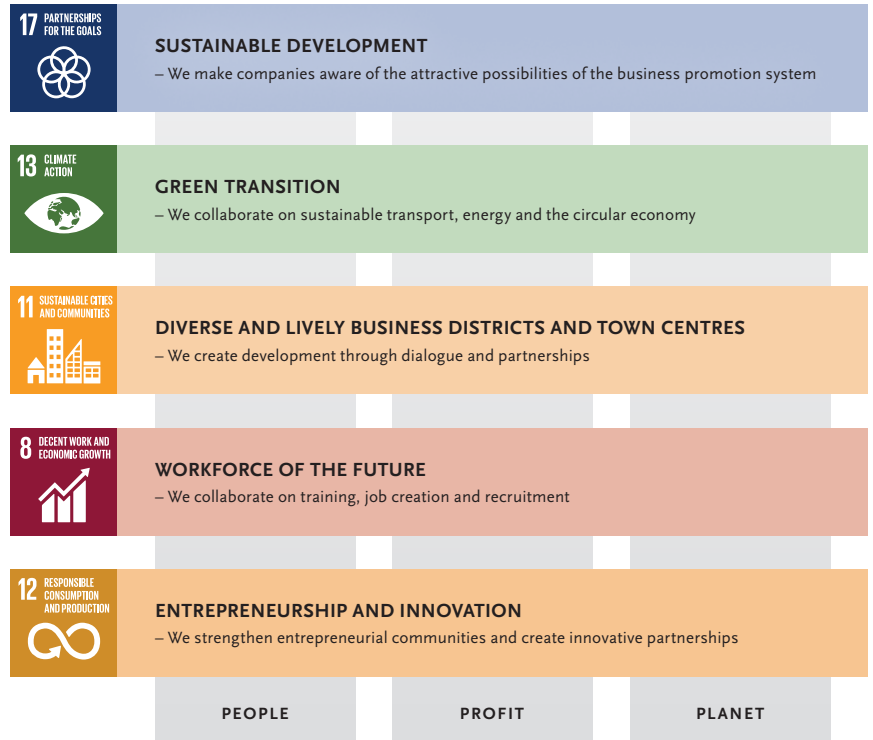 17 PARTNERSHIPS
FOR THE GOALS
SUSTAINABLE DEVELOPMENT
– We make companies aware of the attractive possibilities of the business promotion system
13 CLIMATE
ACTION
GREEN TRANSITION
– We collaborate on sustainable transport, energy and the circular economy
11 SUSTAINABLE CITIES
AND COMMUNITIES
DIVERSE AND LIVELY BUSINESS DISTRICTS AND TOWN CENTRES
– We create development through dialogue and partnerships
8 DECENT WORK AND
ECONOMIC GROWTH
WORKFORCE OF THE FUTURE
– We collaborate on training, job creation and recruitment
12 RESPONSIBLE
CONSUMPTION
AND PRODUCTION
ENTREPRENEURSHIP AND INNOVATION
– We strengthen entrepreneurial communities and create innovative partnerships
PEOPLE PROFIT PLANET